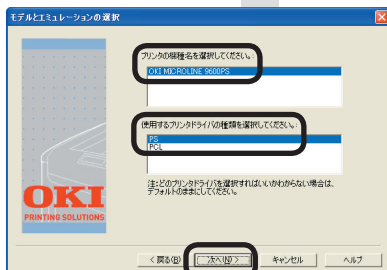 モデルとエミュレーションの選択
プリンタの機種名を選択してください。:
OKI MICROLINE 9600PS
使用するプリンタドライバの種類を選択してください。:
PS
PCL
注:どのプリンタドライバを選択すればいいかわからない場合は、
デフォルトのままにしてください。
OKI
PRINTING SOLUTIONS
< 戻る(B)
次へ(N) >
キャンセル
ヘルプ